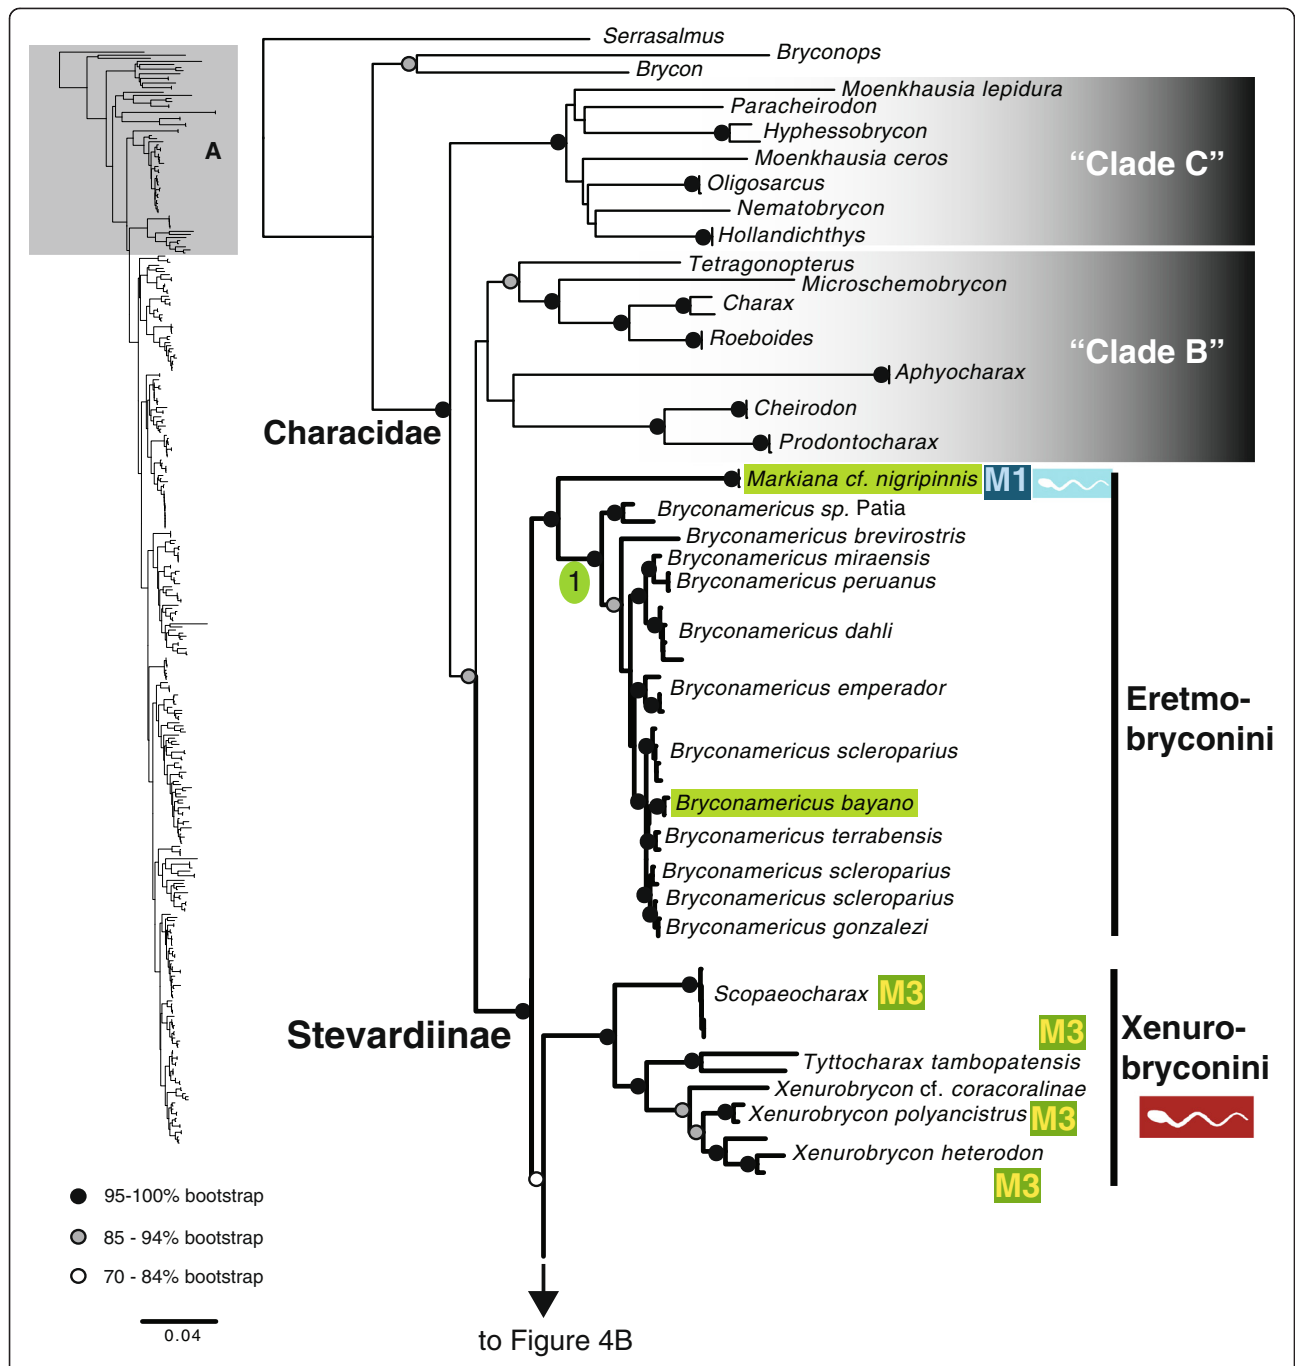 Serrasalmus
Bryconops
Brycon
Moenkhausia lepidura
Paracheirodon
Hyphessobrycon
Moenkhausia ceros
Oligosarcus
Nematobrycon
Hollandichthys
“Clade C”
A
Tetragonopterus
Microschemobrycon
Charax
Roeboides
Aphyocharax
Cheirodon
Prodontocharax
“Clade B”
Characidae
Markiana cf. nigripinnis M1
Bryconamericus sp. Patia
Bryconamericus brevirostris
Bryconamericus miraensis
1
Bryconamericus peruanus
Bryconamericus dahli
Bryconamericus emperador
Bryconamericus scleroparius
Bryconamericus bayano
Bryconamericus terrabensis
Bryconamericus scleroparius
Bryconamericus scleroparius
Bryconamericus gonzalezi
Eretmo-
bryconini
Stevardiinae
Scopaeocharax M3
M3
Tyttocharax tambopatensis
Xenurobrycon cf. coracoralinae
Xenurobrycon polyancistrus M3
Xenurobrycon heterodon
M3
Xenuro-
bryconini
95-100% bootstrap
85 - 94% bootstrap
70 - 84% bootstrap
0.04
to Figure 4B